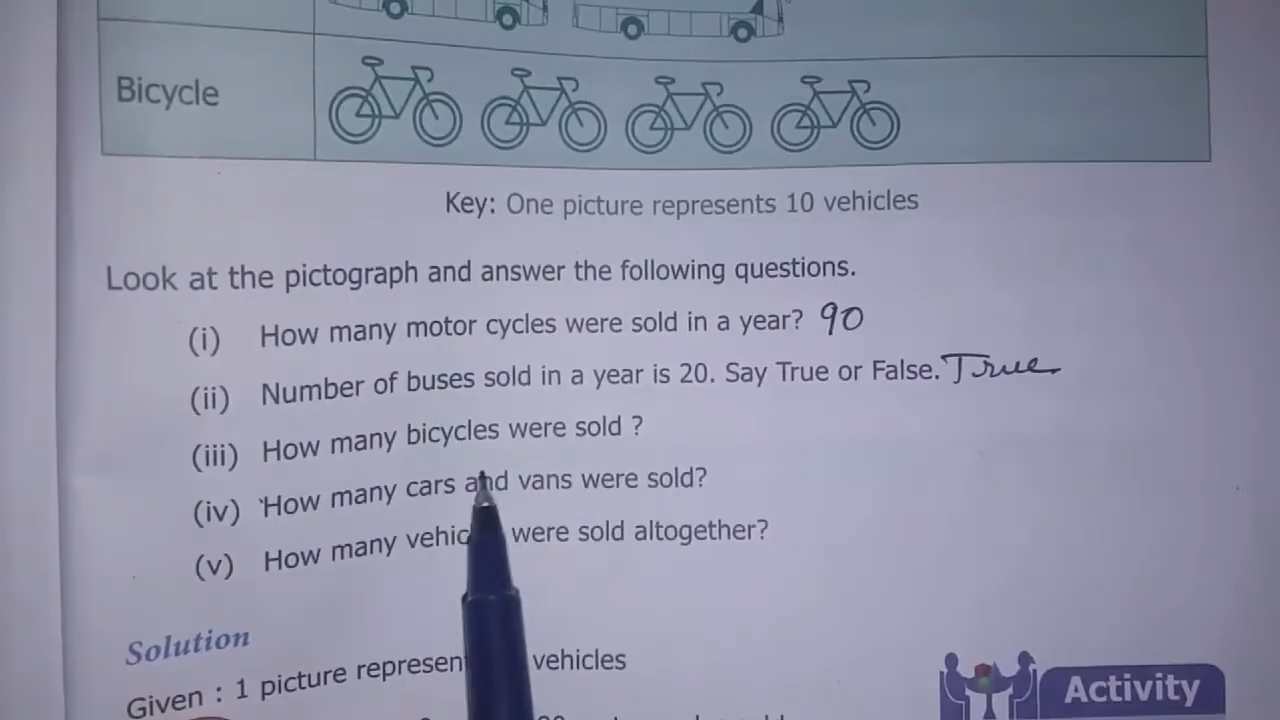 Bicycle
Key: One picture represents 10 vehicles
Look at the pictograph and answer the following questions.
(i) How many motor cycles were sold in a year? 90
(ii) Number of buses sold in a year is 20. Say True or False. True
(iii) How many bicycles were sold ?
(iv) How many cars and vans were sold?
(v) How many were sold altogether?
Solution
Given : 1 picture vehicles
Activity